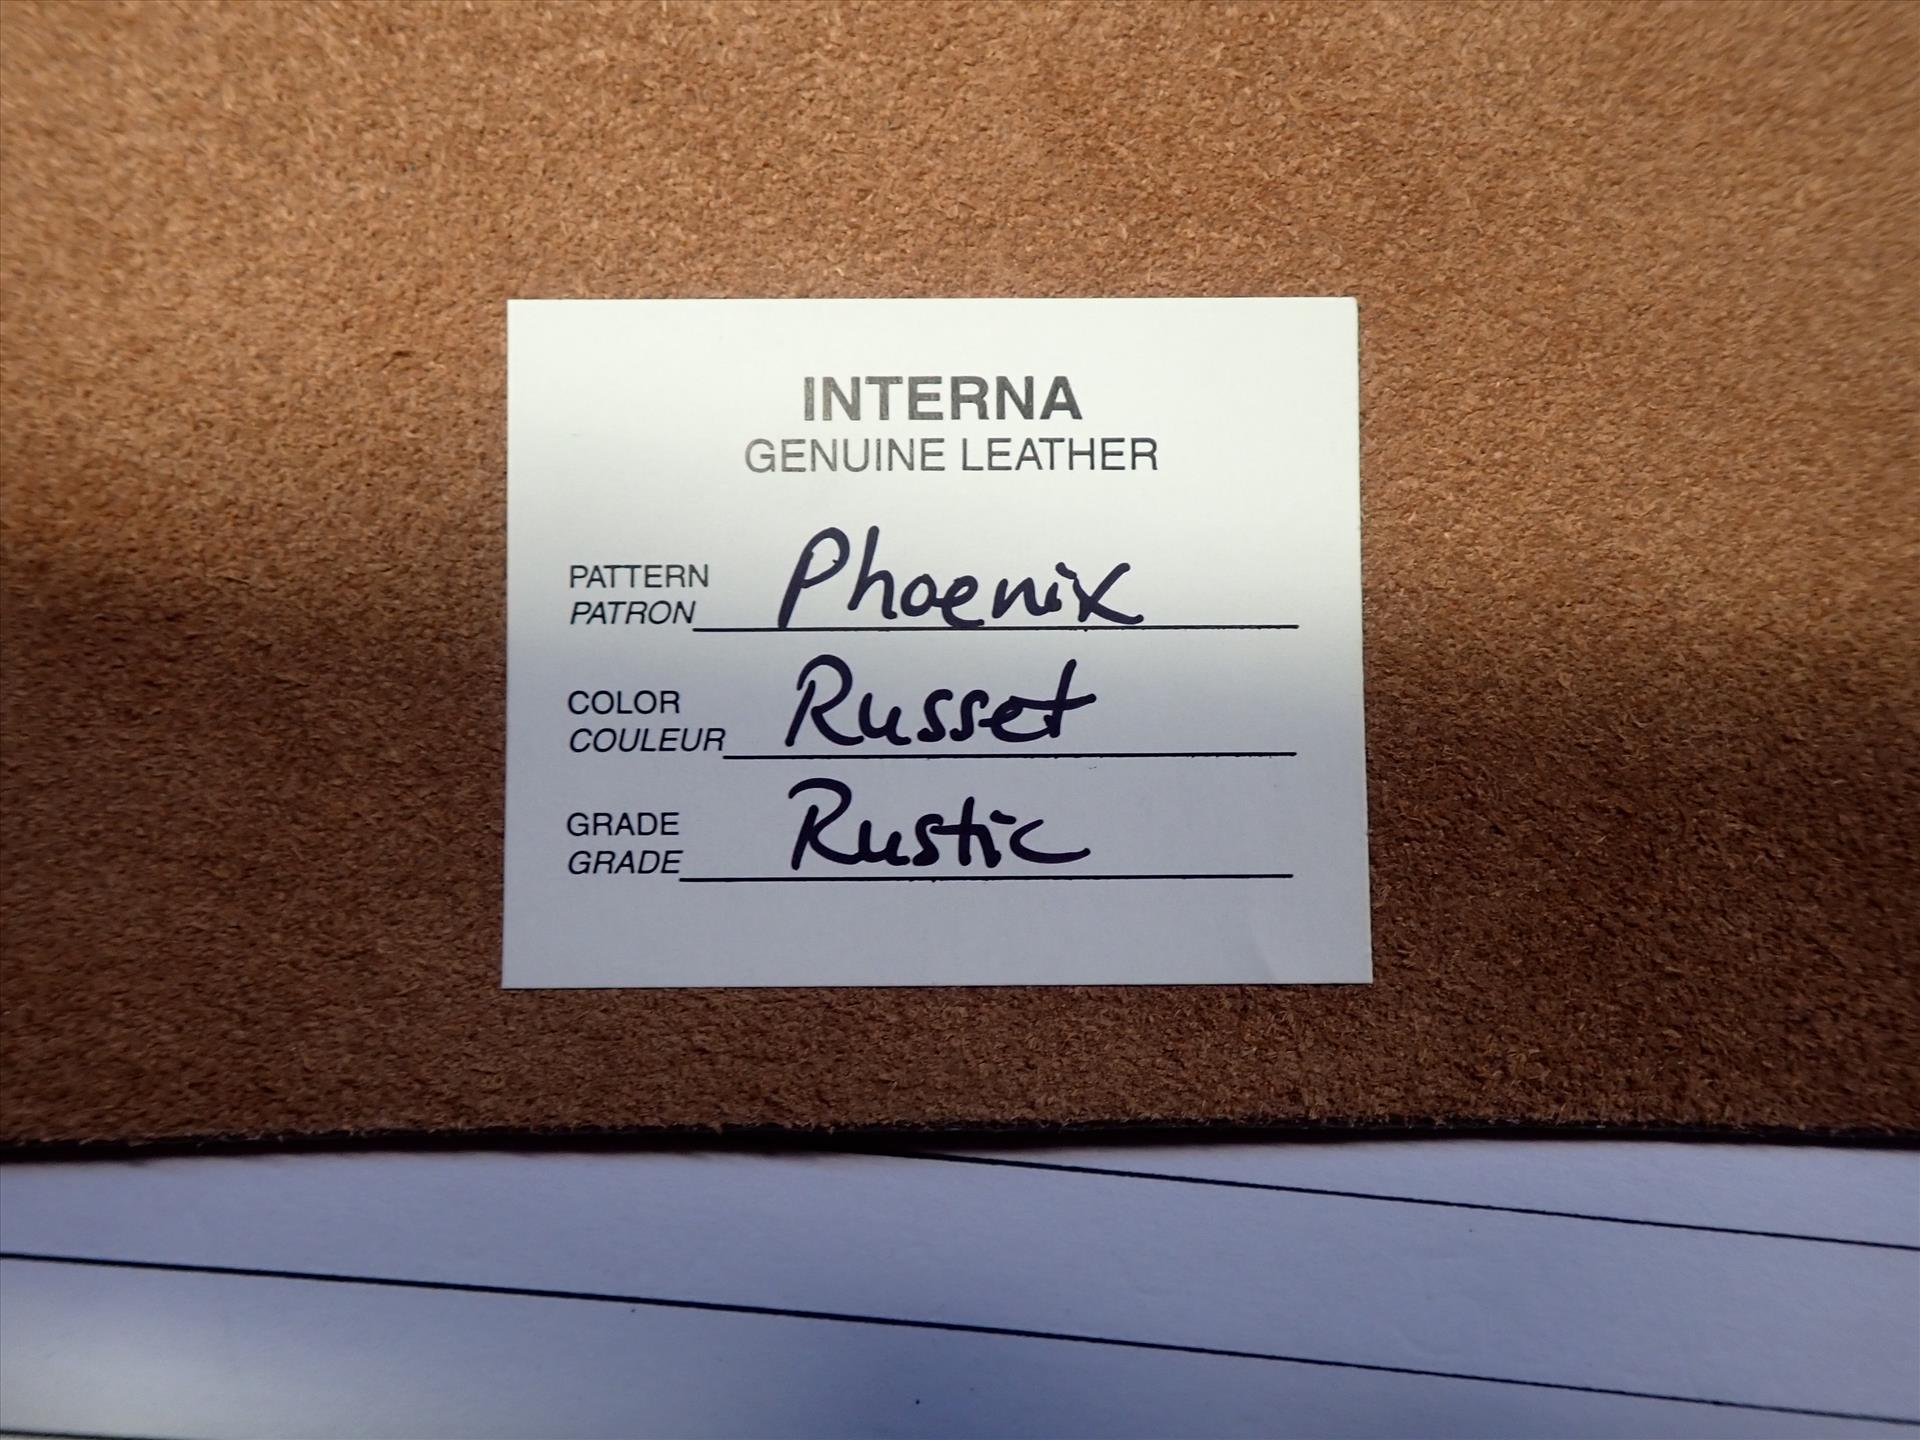 INTERNA
GENUINE LEATHER
PATTERN
PATRON Phoenix
COLOR
COULEUR Russet
GRADE
GRADE Rustic